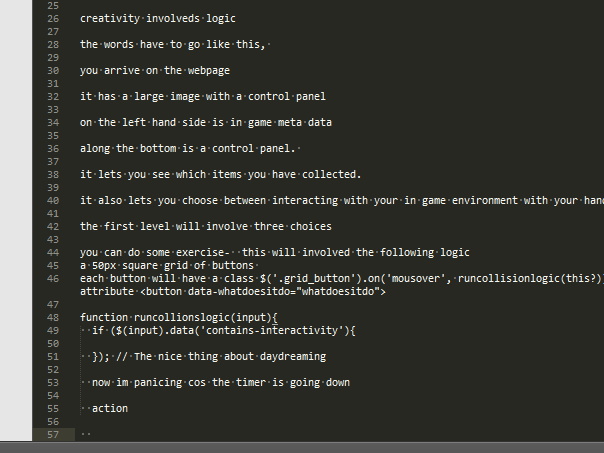 25
26 creativity involveds logic
27
28 the words have to go like this,
29
30 you arrive on the webpage
31
32 it has a large image with a control panel
33
34 on the left hand side is in game meta data
35
36 along the bottom is a control panel.
37
38 it lets you see which items you have collected.
39
40 it also lets you choose between interacting with your in game environment with your hand
41
42 the first level will involve three choices
43
44 you can do some exercise-  this will involved the following logic
45 a 50px square grid of buttons
46 each button will have a class $('.grid_button').on('mousover', runcollisionlogic(this?)
attribute <button data-whatdoesitdo="whatdoesitdo">
47
48 function runcollionslogic(input){
49   if ($(input).data('contains-interactivity'){
50
51   }); // The nice thing about daydreaming
52
53   now im panicing cos the timer is going down
54
55   action
56
57